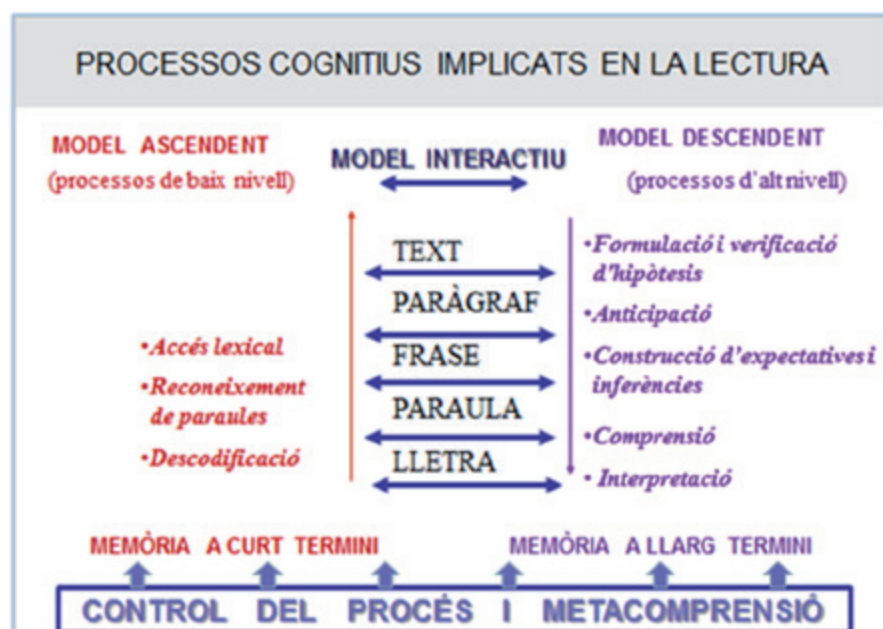 PROCESSOS COGNITIUS IMPLICATS EN LA LECTURA
MODEL ASCENDENT
(processos de baix nivell)
MODEL INTERACTIU
MODEL DESCENDENT
(processos d'alt nivell)
•Accés lexical
•Reconeixement
de paraules
•Descodificació
TEXT
PARÀGRAF
FRASE
PARAULA
LLETRA
•Formulació i verificació
d'hipòtesis
•Anticipació
•Construcció d'expectatives i
inferències
•Comprensió
• Interpretació
MEMÒRIA A CURT TERMINI
MEMÒRIA A LLARG TERMINI
CONTROL DEL PROCÉS I METACOMPRENSIÓ